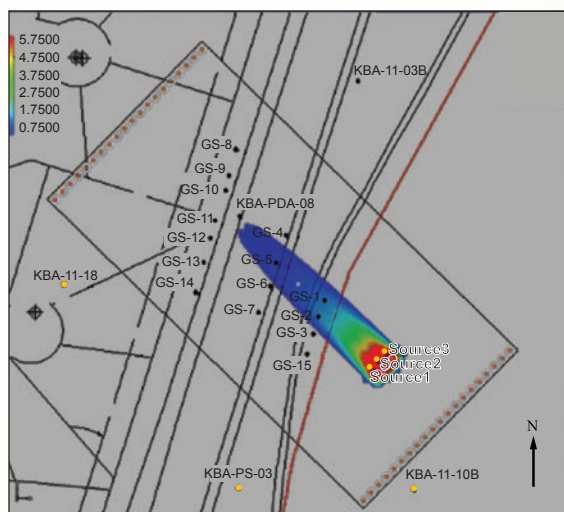 5.7500
4.7500
3.7500
2.7500
1.7500
0.7500
KBA-11-03B
GS-8
GS-9
GS-10
KBA-PDA-08
GS-11
GS-4
GS-12
GS-13
GS-5
KBA-11-18
GS-14
GS-6
GS-1
GS-7
GS-2
GS-3
GS-15
Source3
Source2
Source1
N
KBA-PS-03
KBA-11-10B